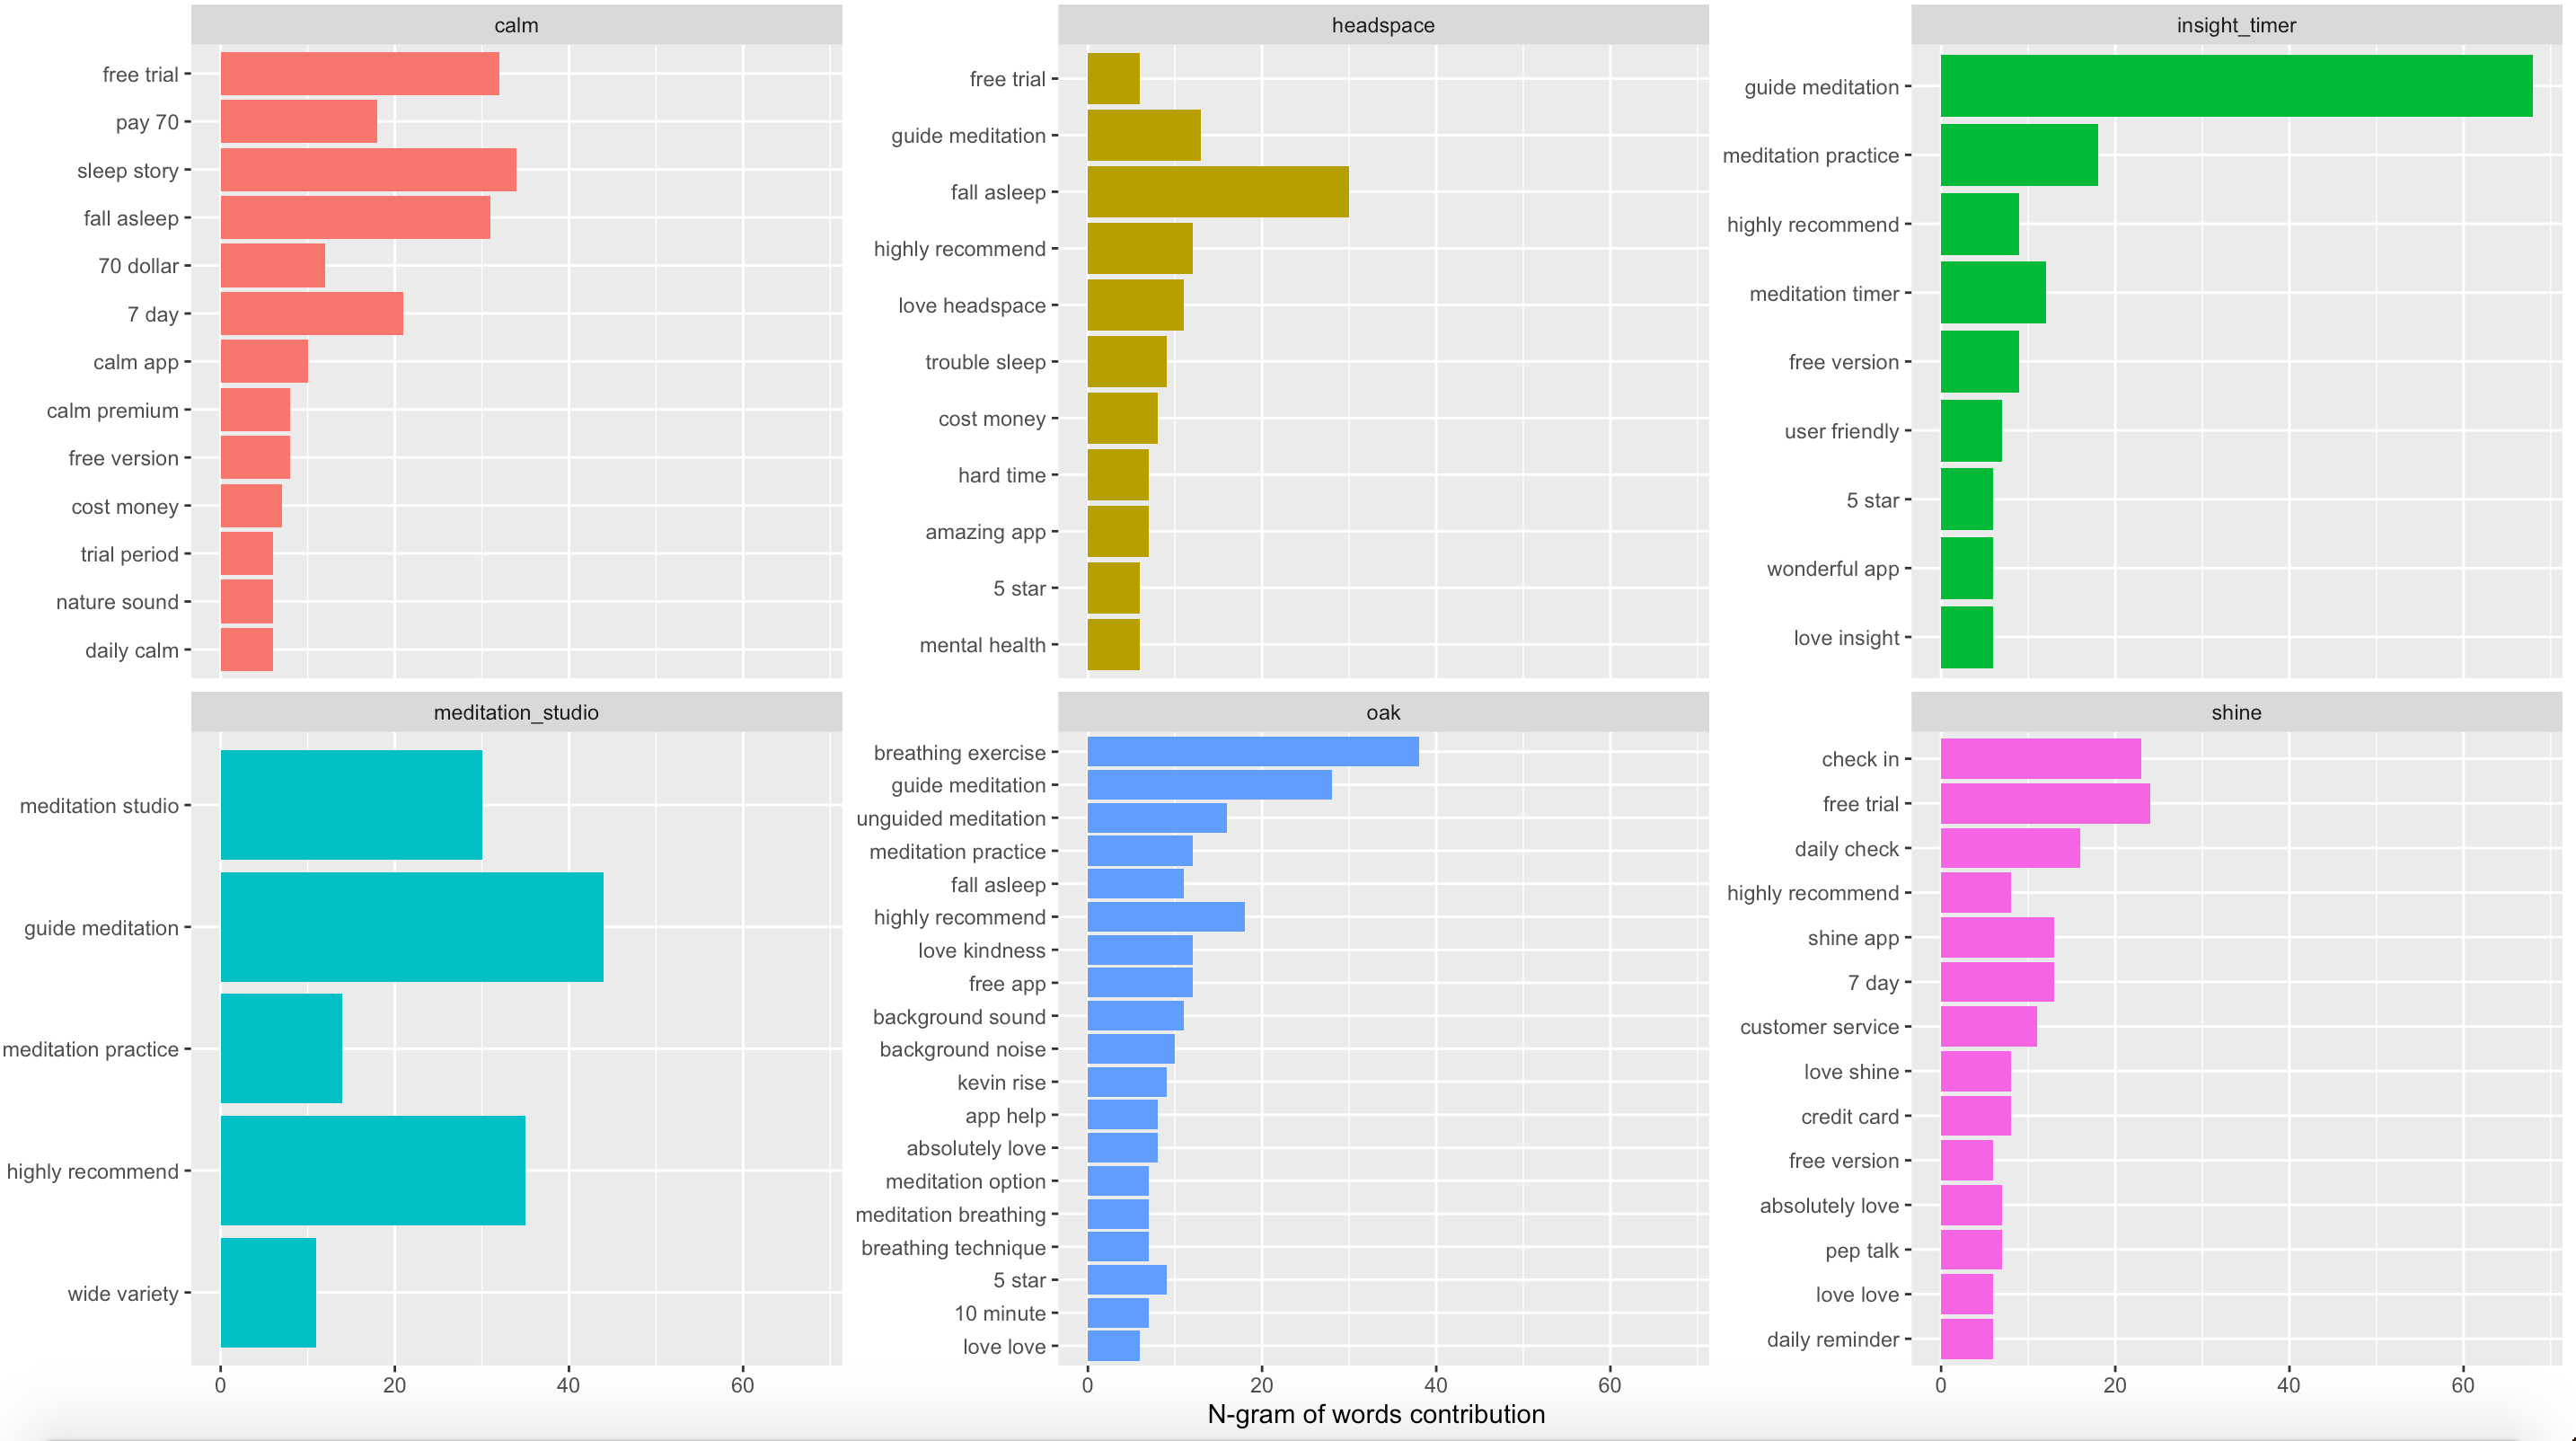 calm
free trial
pay 70
sleep story
fall asleep
70 dollar
7 day
calm app
calm premium
free version
cost money
trial period
nature sound
daily calm
headspace
free trial
guide meditation
fall asleep
highly recommend
love headspace
trouble sleep
cost money
hard time
amazing app
5 star
mental health
insight_timer
guide meditation
meditation practice
highly recommend
meditation timer
free version
user friendly
5 star
wonderful app
love insight
meditation_studio
meditation studio
guide meditation
meditation practice
highly recommend
wide variety
0 20 40 60
oak
breathing exercise
guide meditation
unguided meditation
meditation practice
fall asleep
highly recommend
love kindness
free app
background sound
background noise
kevin rise
app help
absolutely love
meditation option
meditation breathing
breathing technique
5 star
10 minute
love love
0 20 40 60
shine
check in
free trial
daily check
highly recommend
shine app
7 day
customer service
love shine
credit card
free version
absolutely love
pep talk
love love
daily reminder
0 20 40 60
N-gram of words contribution